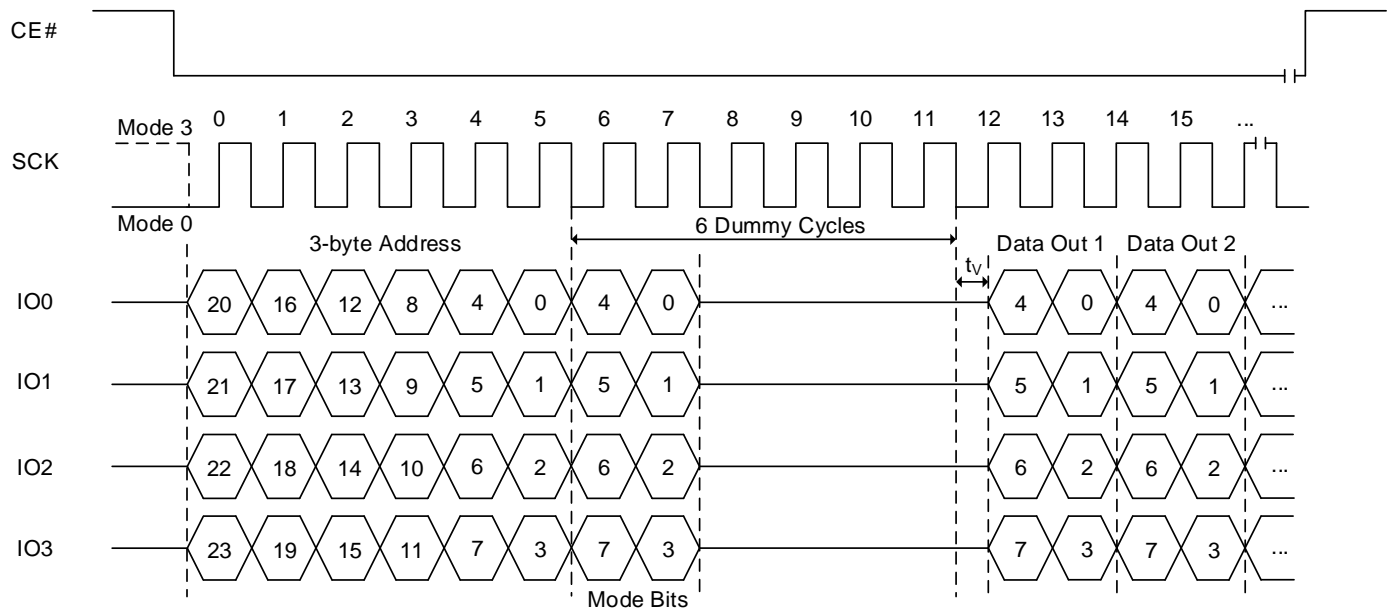 CE#
Mode 3 0 1 2 3 4 5 6 7 8 9 10 11 12 13 14 15 ...
SCK
Mode 0
6 Dummy Cycles
3-byte Address Data Out 1 Data Out 2
tV
IO0 20 16 12 8 4 0 4 0 4 0 4 0 ...
IO1 21 17 13 9 5 1 5 1 5 1 5 1 ...
IO2 22 18 14 10 6 2 6 2 6 2 6 2 ...
IO3 23 19 15 11 7 3 7 3 7 3 7 3 ...
Mode Bits